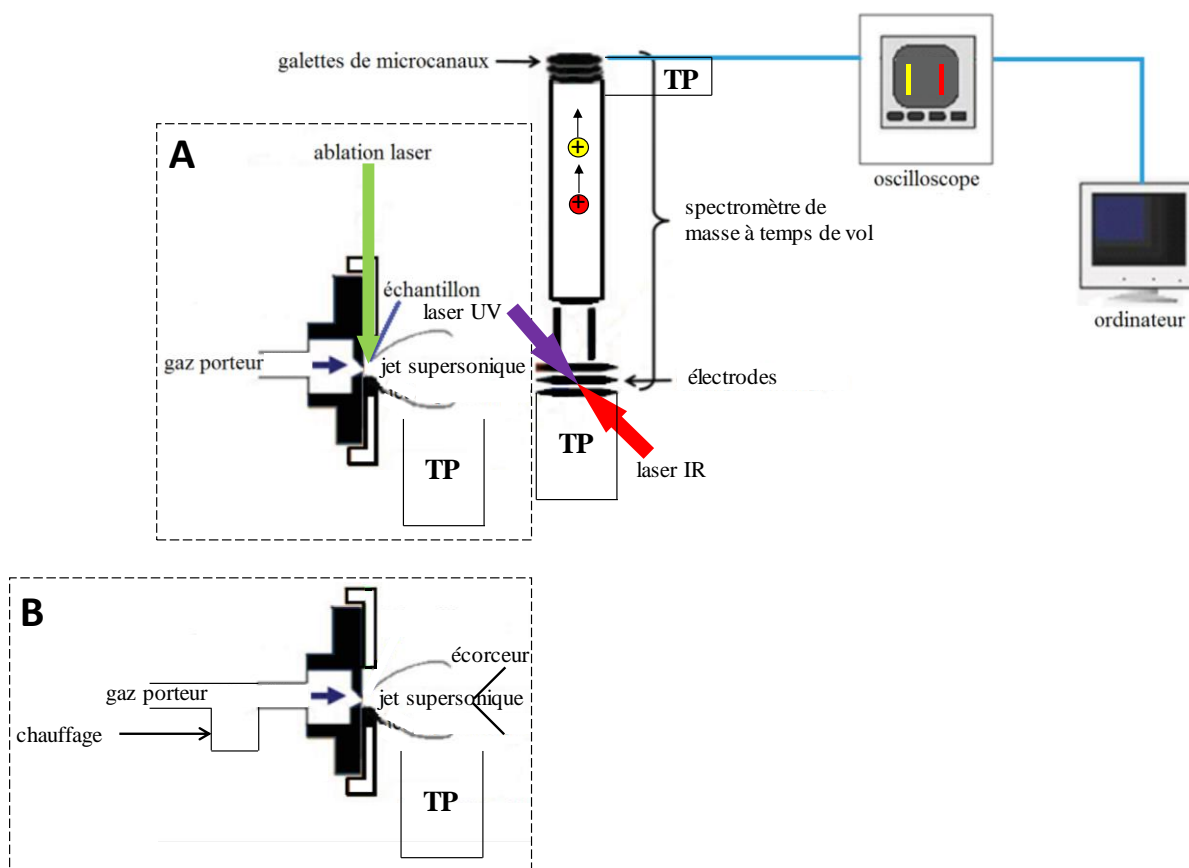 galettes de microcanaux
TP
oscilloscope
ordinateur
spectromètre de
masse à temps de vol
A
ablation laser
échantillon
laser UV
gaz porteur
jet supersonique
électrodes
TP
TP
laser IR
B
écorceur
gaz porteur
jet supersonique
chauffage
TP